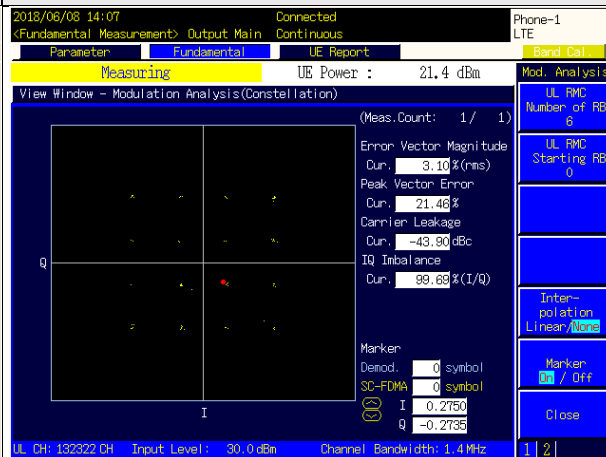 2018/06/08 14:07 Connected Phone-1
<Fundamental Measurement> Output Main Continuous LTE
Parameter Fundamental UE Report Band Cal.
Measuring UE Power : 21.4 dBm Mod. Analysis
View Window - Modulation Analysis(Constellation)
UL RMC
Number of RB
6
(Meas.Count: 1/ 1)
Error Vector Magnitude
Cur. 3.10 %(rms)
UL RMC
Starting RB
0
Peak Vector Error
Cur. 21.46 %
Carrier Leakage
Cur. -43.90 dBc
IQ Imbalance
Cur. 99.69 %(I/Q)
Q
I
Inter-
polation
Linear/None
Marker
Demod. 0 symbol
SC-FDMA 0 symbol
I 0.2750
Q -0.2735
Marker
On / Off
Close
UL CH: 132322 CH Input Level: 30.0 dBm Channel Bandwidth: 1.4 MHz 1 2